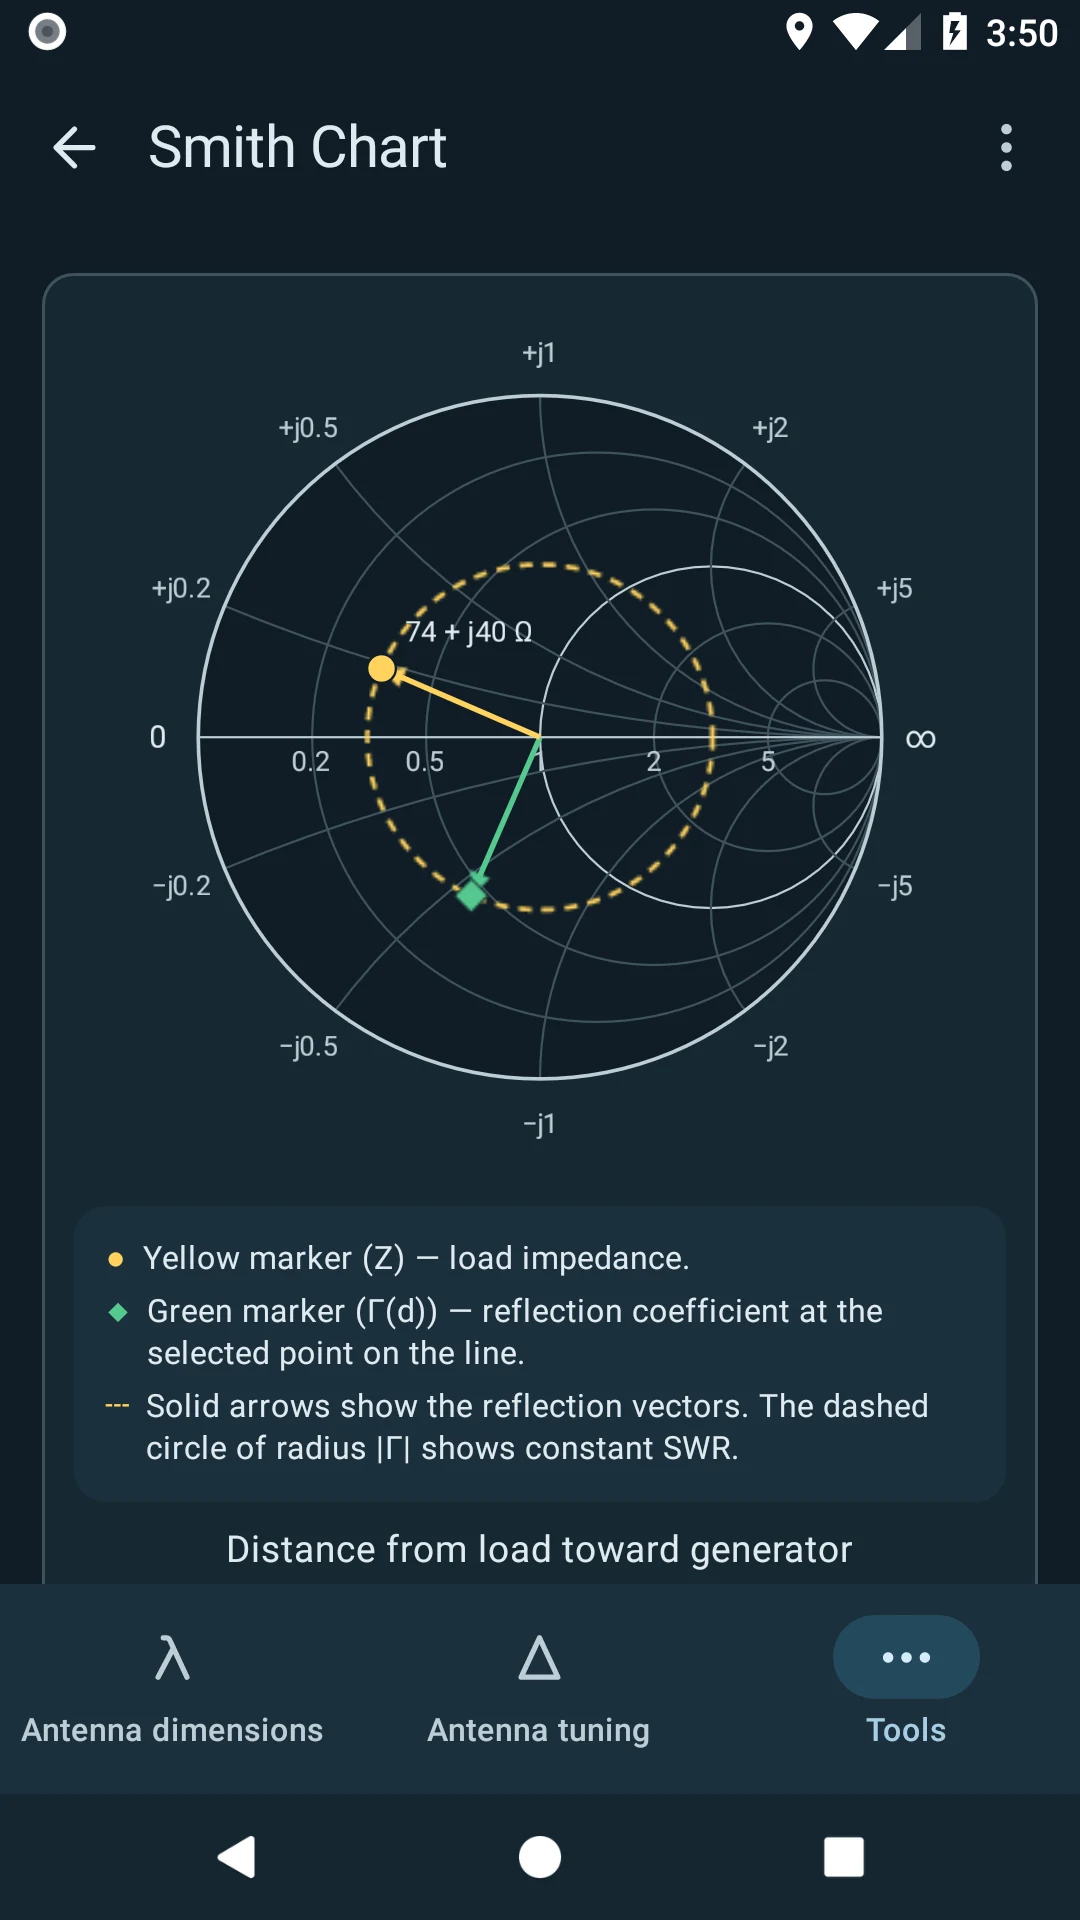 3:50
Smith Chart
+j1
+j0.5
+j2
+j0.2
+j5
74 + j40 Ω
0
∞
0.2
0.5
1
2
5
−j0.2
−j5
−j0.5
−j2
−j1
Yellow marker (Z) — load impedance.
Green marker (Γ(d)) — reflection coefficient at the
selected point on the line.
Solid arrows show the reflection vectors. The dashed
circle of radius |Γ| shows constant SWR.
Distance from load toward generator
Antenna dimensions
Antenna tuning
Tools